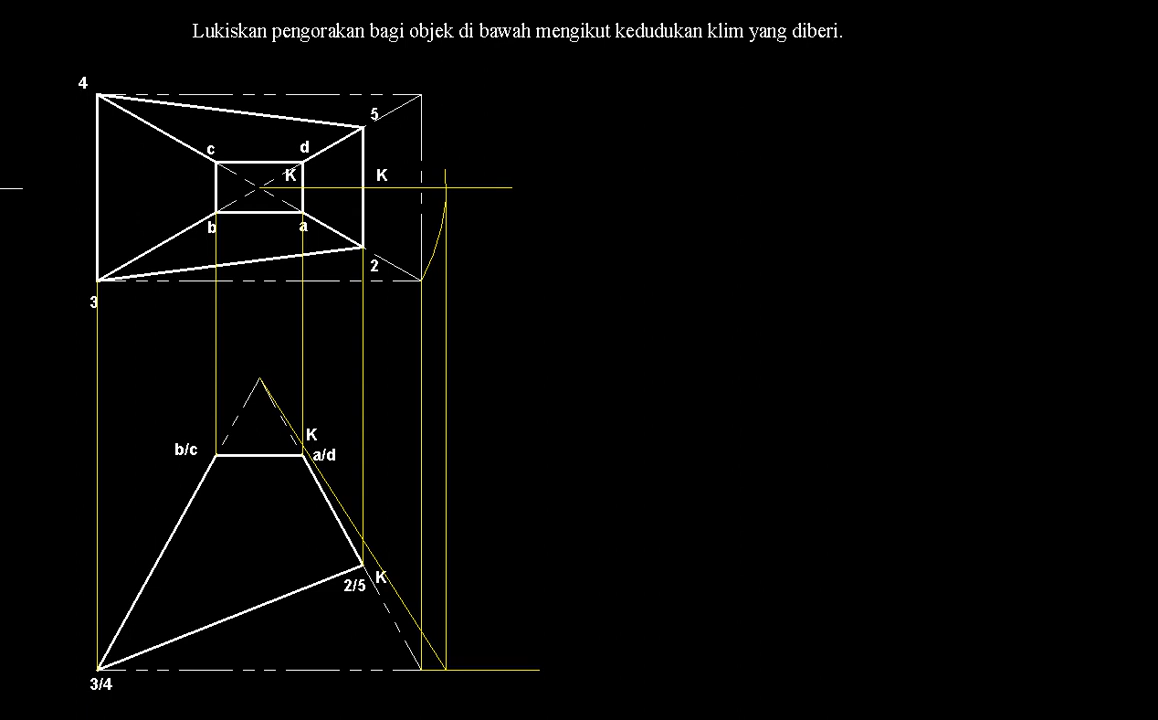 Lukiskan pengorakan bagi objek di bawah mengikut kedudukan klim yang diberi.
4
5
c
d
K
K
b
a
2
3
K
b/c
a/d
K
2/5
3/4